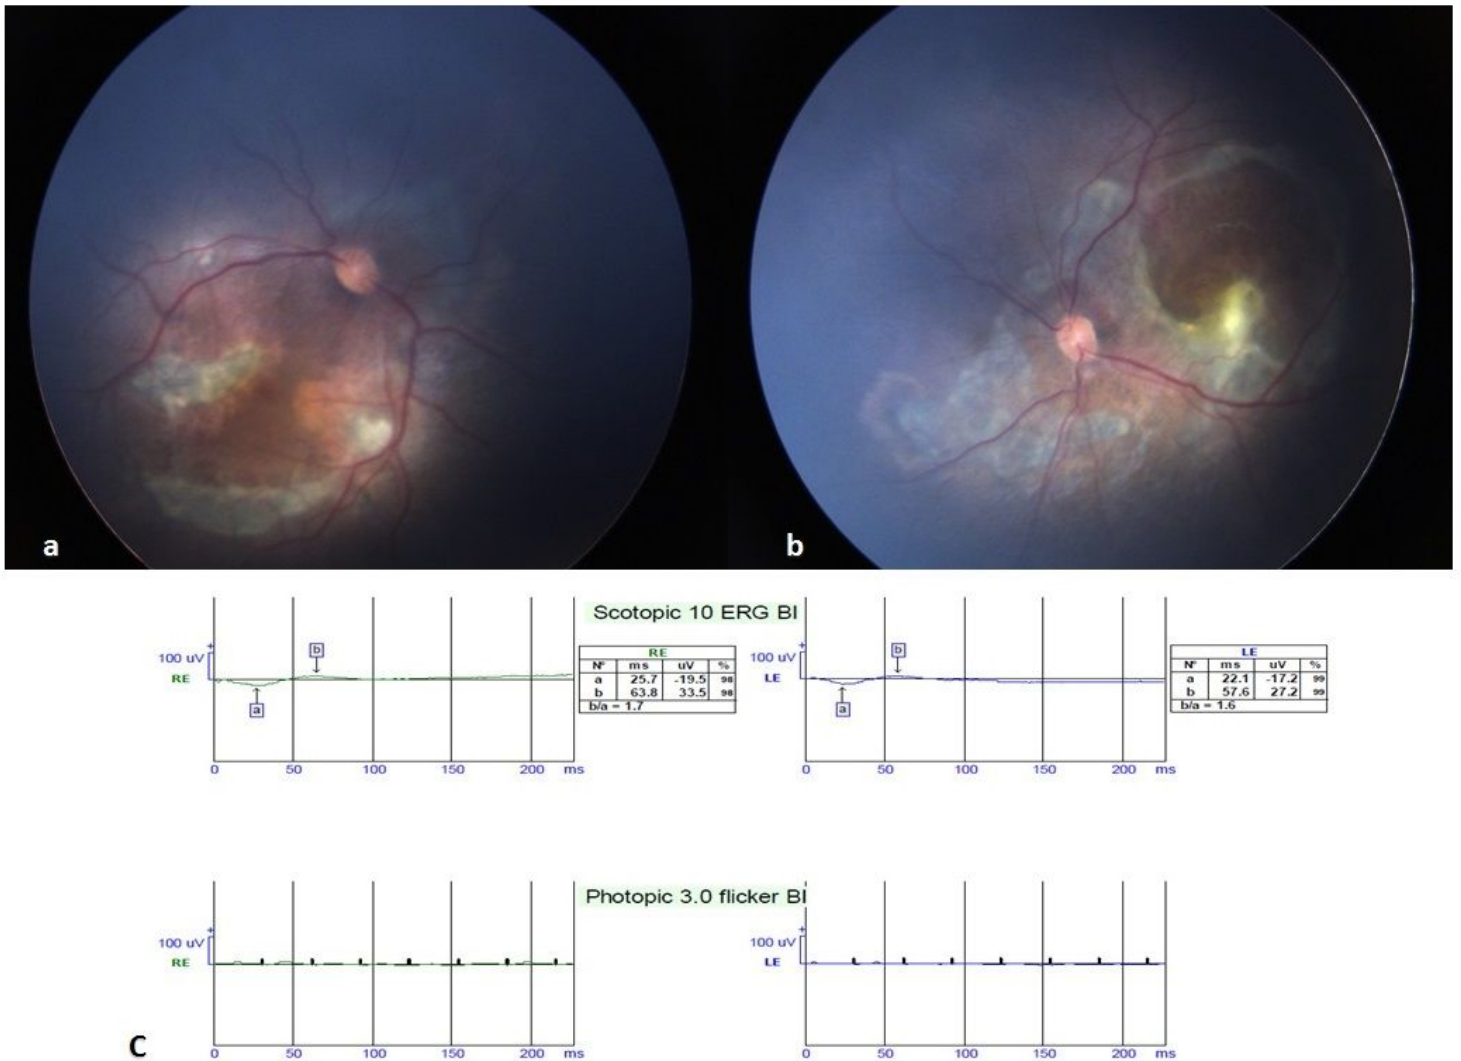 a
b
Scotopic 10 ERG BI
+
100 uV
RE
b
a
RE
N° ms uV %
a 25.7 -19.5 98
b 63.8 33.5 98
b/a = 1.7
0 50 100 150 200 ms
+
100 uV
LE
b
a
LE
N° ms uV %
a 22.1 -17.2 99
b 57.6 27.2 99
b/a = 1.6
0 50 100 150 200 ms
Photopic 3.0 flicker BI
+
100 uV
RE
0 50 100 150 200 ms
+
100 uV
LE
0 50 100 150 200 ms
C